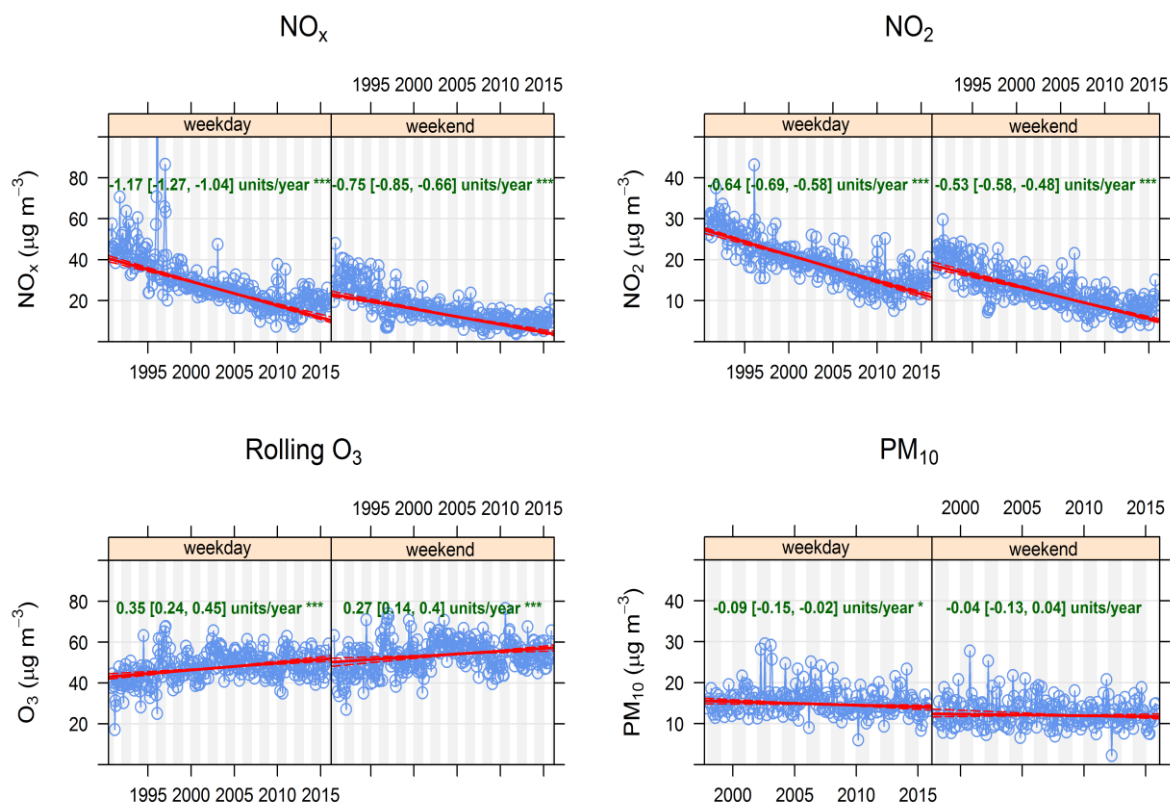 NOₓ
1995 2000 2005 2010 2015
weekday weekend
-1.17 [-1.27, -1.04] units/year *** -0.75 [-0.85, -0.66] units/year ***
NOₓ (μg m⁻³)
80
60
40
20
1995 2000 2005 2010 2015
NO₂
1995 2000 2005 2010 2015
weekday weekend
-0.64 [-0.69, -0.58] units/year *** -0.53 [-0.58, -0.48] units/year ***
NO₂ (μg m⁻³)
40
30
20
10
1995 2000 2005 2010 2015
Rolling O₃
1995 2000 2005 2010 2015
weekday weekend
0.35 [0.24, 0.45] units/year *** 0.27 [0.14, 0.4] units/year ***
O₃ (μg m⁻³)
80
60
40
20
1995 2000 2005 2010 2015
PM₁₀
2000 2005 2010 2015
weekday weekend
-0.09 [-0.15, -0.02] units/year * -0.04 [-0.13, 0.04] units/year
PM₁₀ (μg m⁻³)
40
30
20
10
2000 2005 2010 2015